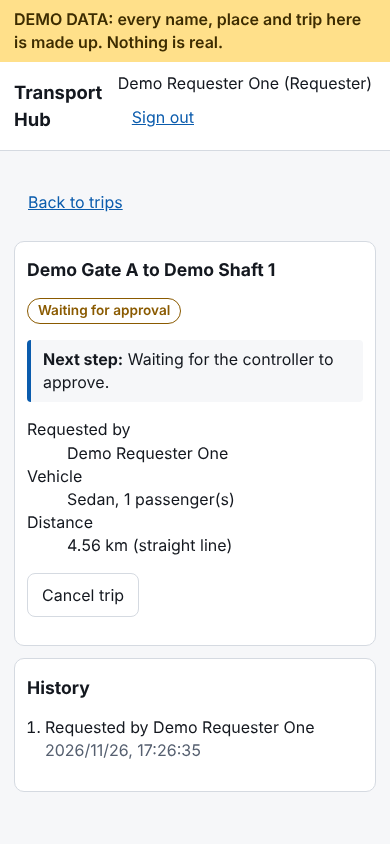 DEMO DATA: every name, place and trip here
is made up. Nothing is real.
Transport
Hub
Demo Requester One (Requester)
Sign out
Back to trips
Demo Gate A to Demo Shaft 1
Waiting for approval
Next step: Waiting for the controller to
approve.
Requested by
Demo Requester One
Vehicle
Sedan, 1 passenger(s)
Distance
4.56 km (straight line)
Cancel trip
History
1. Requested by Demo Requester One
2026/11/26, 17:26:35